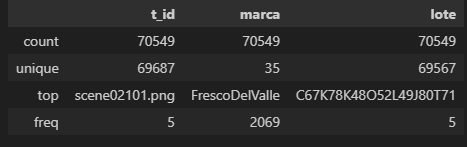 t_id marca lote
count 70549 70549 70549
unique 69687 35 69567
top scene02101.png FrescoDelValle C67K78K48O52L49J80T71
freq 5 2069 5